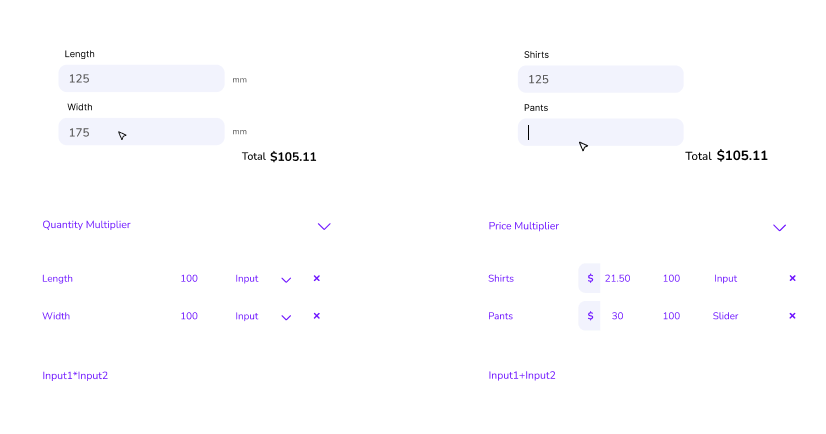 Length
125
mm
Width
175
mm
Total $105.11
Shirts
125
Pants
Total $105.11
Quantity Multiplier
Length 100 Input ×
Width 100 Input ×
Input1*Input2
Price Multiplier
Shirts $ 21.50 100 Input ×
Pants $ 30 100 Slider ×
Input1+Input2